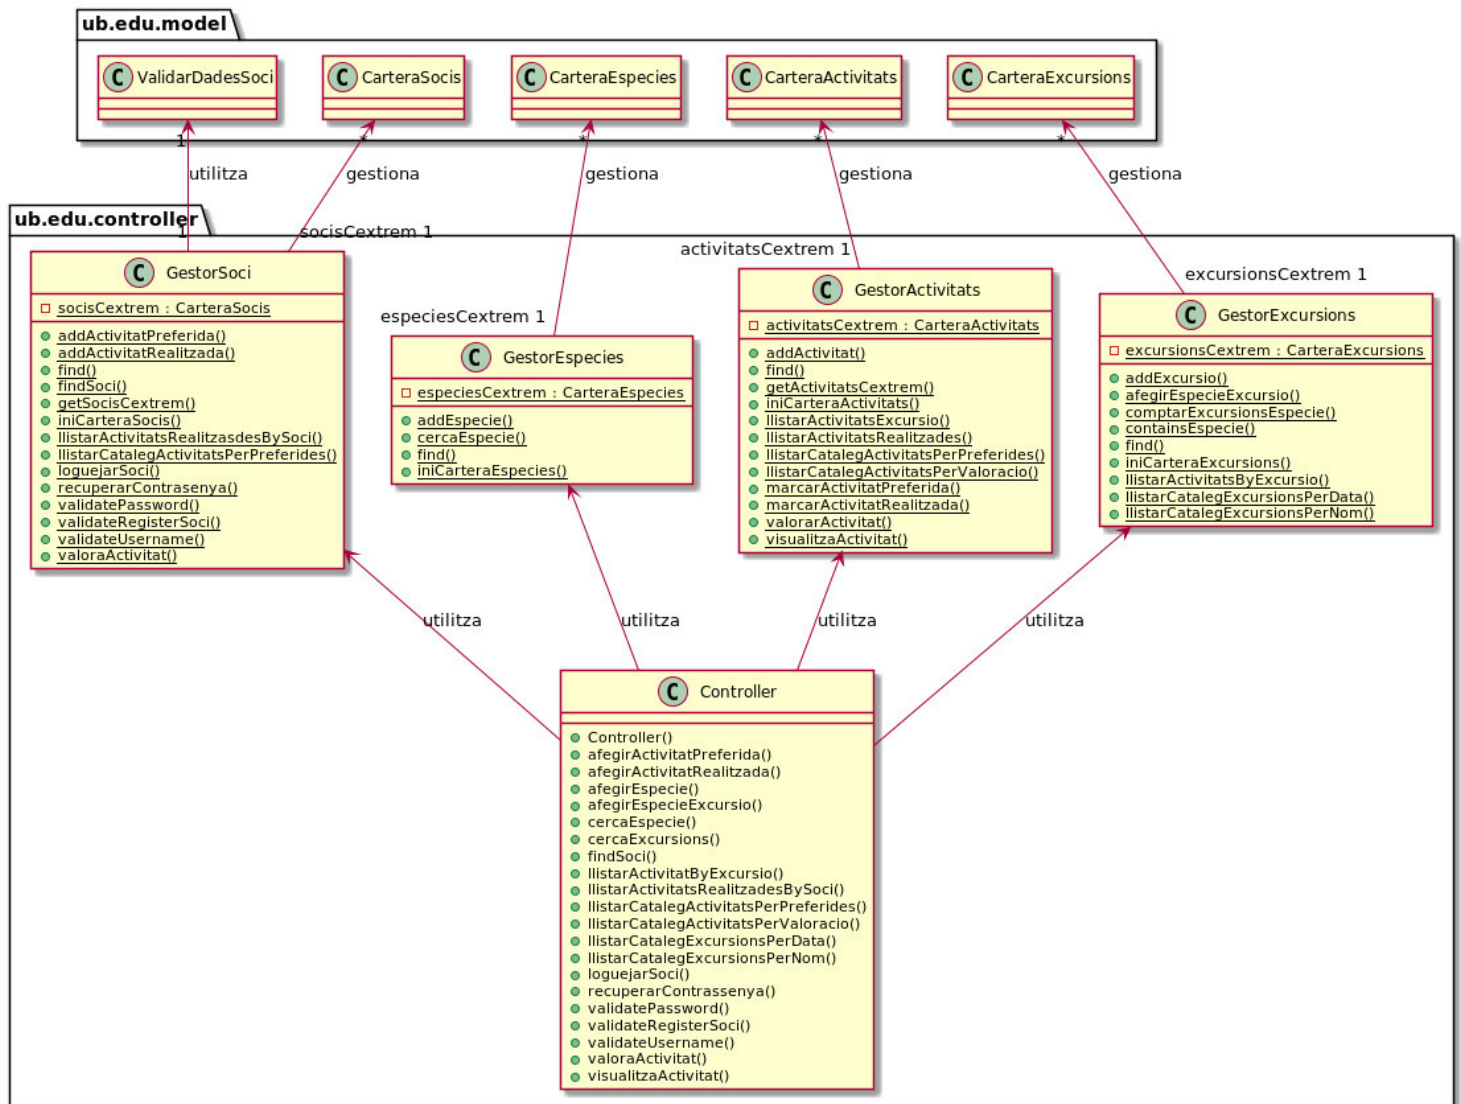 ub.edu.model
C ValidarDadesSoci
C CarteraSocis
C CarteraEspecies
C CarteraActivitats
C CarteraExcursions
1
*
*
*
*
utilitza
gestiona
gestiona
gestiona
gestiona
ub.edu.controller
1
socisCextrem 1
especiesCextrem 1
activitatsCextrem 1
excursionsCextrem 1
C GestorSoci
socisCextrem : CarteraSocis
addActivitatPreferida()
addActivitatRealitzada()
find()
findSoci()
getSocisCextrem()
iniCarteraSocis()
llistarActivitatsRealitzasdesBySoci()
llistarCatalegActivitatsPerPreferides()
loguejarSoci()
recuperarContrasenya()
validatePassword()
validateRegisterSoci()
validateUsername()
valoraActivitat()
C GestorEspecies
especiesCextrem : CarteraEspecies
addEspecie()
cercaEspecie()
find()
iniCarteraEspecies()
C GestorActivitats
activitatsCextrem : CarteraActivitats
addActivitat()
find()
getActivitatsCextrem()
iniCarteraActivitats()
llistarActivitatsExcursio()
llistarActivitatsRealitzades()
llistarCatalegActivitatsPerPreferides()
llistarCatalegActivitatsPerValoracio()
marcarActivitatPreferida()
marcarActivitatRealitzada()
valorarActivitat()
visualitzaActivitat()
C GestorExcursions
excursionsCextrem : CarteraExcursions
addExcursio()
afegirEspecieExcursio()
comptarExcursionsEspecie()
containsEspecie()
find()
iniCarteraExcursions()
llistarActivitatsByExcursio()
llistarCatalegExcursionsPerData()
llistarCatalegExcursionsPerNom()
utilitza
utilitza
utilitza
utilitza
C Controller
Controller()
afegirActivitatPreferida()
afegirActivitatRealitzada()
afegirEspecie()
afegirEspecieExcursio()
cercaEspecie()
cercaExcursions()
findSoci()
llistarActivitatByExcursio()
llistarActivitatsRealitzadesBySoci()
llistarCatalegActivitatsPerPreferides()
llistarCatalegActivitatsPerValoracio()
llistarCatalegExcursionsPerData()
llistarCatalegExcursionsPerNom()
loguejarSoci()
recuperarContrassenya()
validatePassword()
validateRegisterSoci()
validateUsername()
valoraActivitat()
visualitzaActivitat()